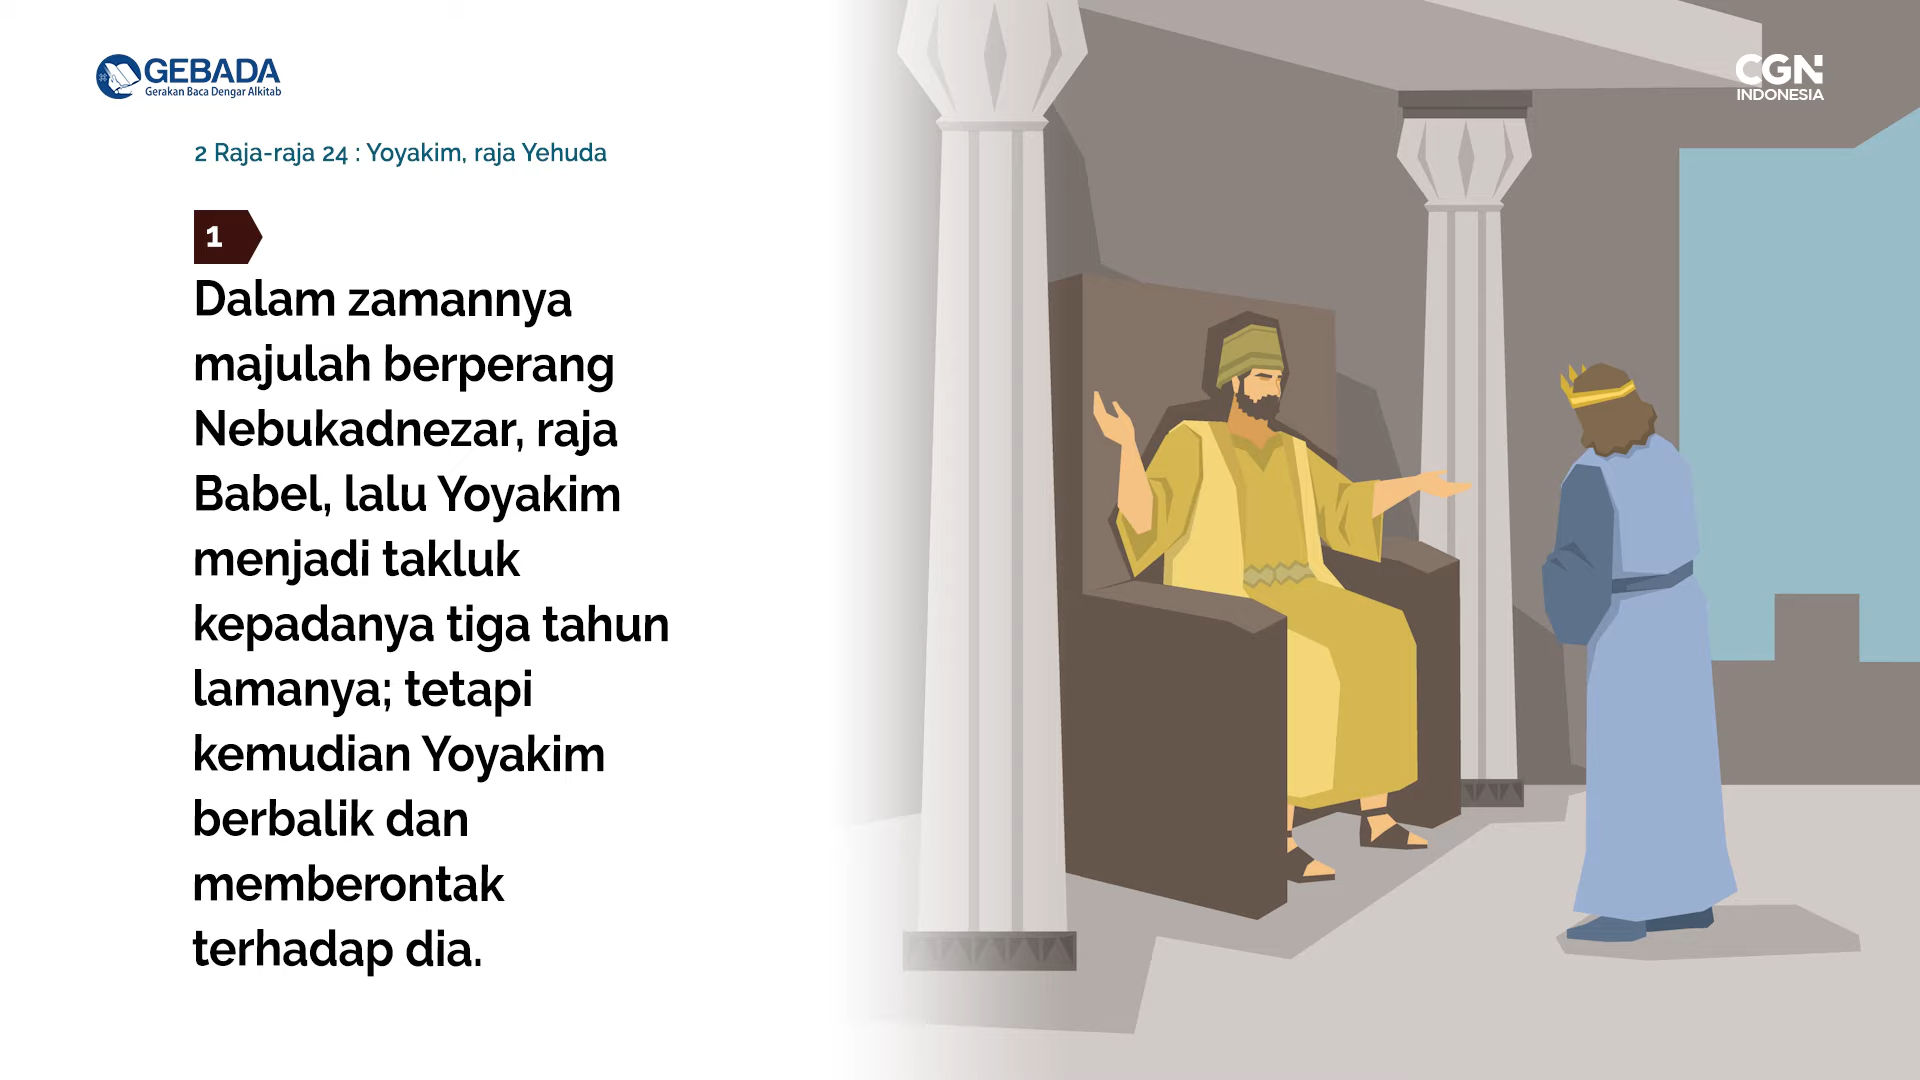 GEBADA
Gerakan Baca Dengar Alkitab
CGN
INDONESIA
2 Raja-raja 24 : Yoyakim, raja Yehuda
1
Dalam zamannya
majulah berperang
Nebukadnezar, raja
Babel, lalu Yoyakim
menjadi takluk
kepadanya tiga tahun
lamanya; tetapi
kemudian Yoyakim
berbalik dan
memberontak
terhadap dia.